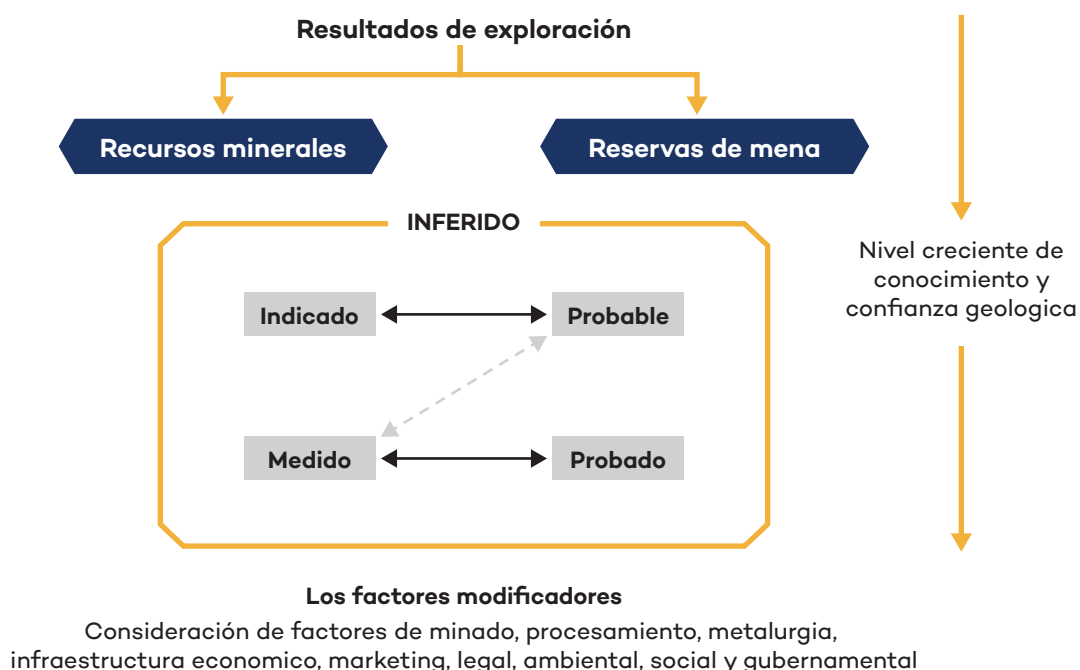 Resultados de exploración
Recursos minerales
Reservas de mena
INFERIDO
Indicado
Probable
Medido
Probado
Nivel creciente de
conocimiento y
confianza geologica
Los factores modificadores
Consideración de factores de minado, procesamiento, metalurgia,
infraestructura economico, marketing, legal, ambiental, social y gubernamental